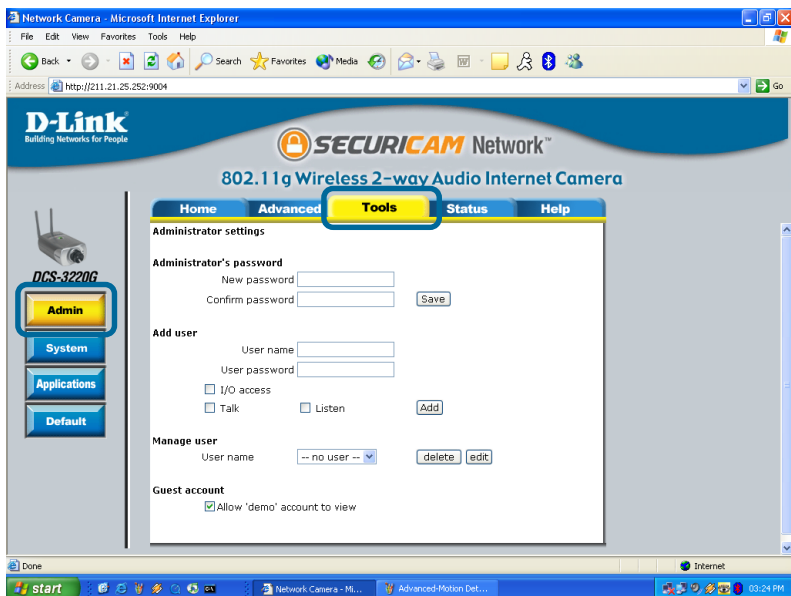 Network Camera - Microsoft Internet Explorer
File Edit View Favorites Tools Help
Back Search Favorites Media
Address http://211.21.25.252:9004 Go
D-Link
Building Networks for People
SECURICAM Network™
802.11g Wireless 2-way Audio Internet Camera
Home Advanced Tools Status Help
DCS-3220G
Admin
System
Applications
Default
Administrator settings
Administrator's password
New password
Confirm password Save
Add user
User name
User password
I/O access
Talk Listen Add
Manage user
User name -- no user -- delete edit
Guest account
Allow 'demo' account to view
Done Internet
start Network Camera - Mi... Advanced-Motion Det... 03:24 PM